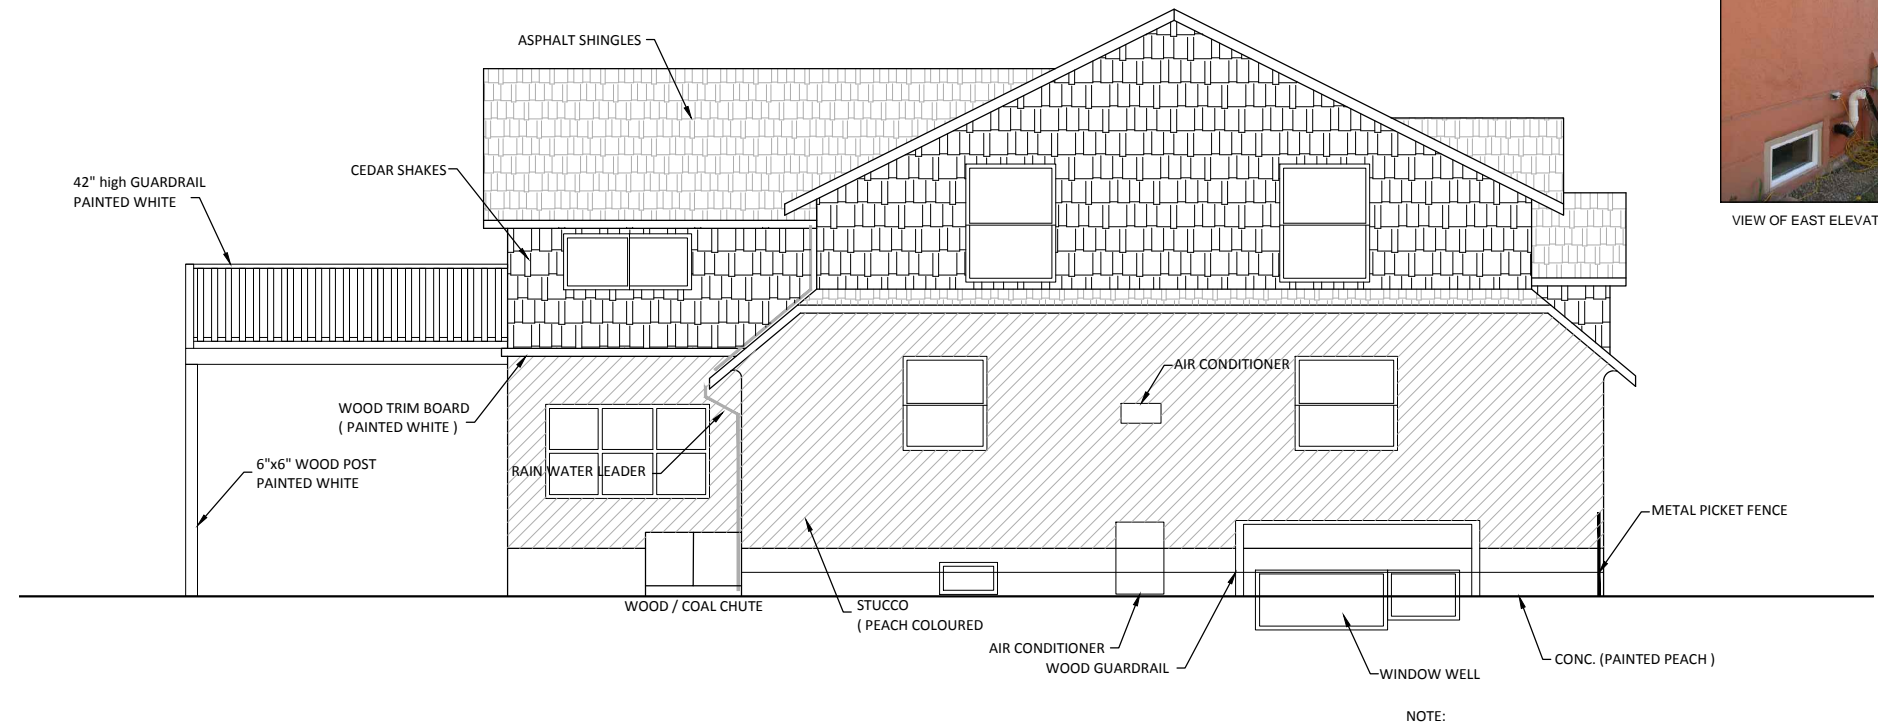 ASPHALT SHINGLES
CEDAR SHAKES
42" high GUARDRAIL
PAINTED WHITE
VIEW OF EAST ELEVAT
AIR CONDITIONER
WOOD TRIM BOARD
( PAINTED WHITE )
6"x6" WOOD POST
PAINTED WHITE
RAIN WATER LEADER
METAL PICKET FENCE
WOOD / COAL CHUTE
STUCCO
( PEACH COLOURED
AIR CONDITIONER
WOOD GUARDRAIL
WINDOW WELL
CONC. (PAINTED PEACH )
NOTE: